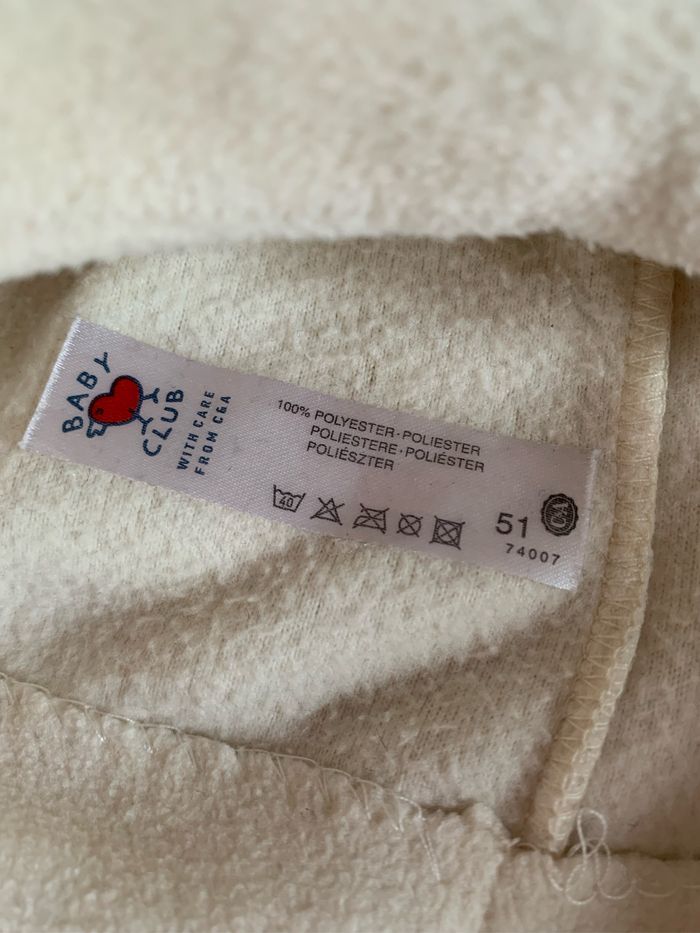 BABY
CLUB
WITH CARE
FROM C&A
100% POLYESTER·POLIESTER
POLIESTERE·POLIÉSTER
POLIÉSZTER
40
51
C&A
74007